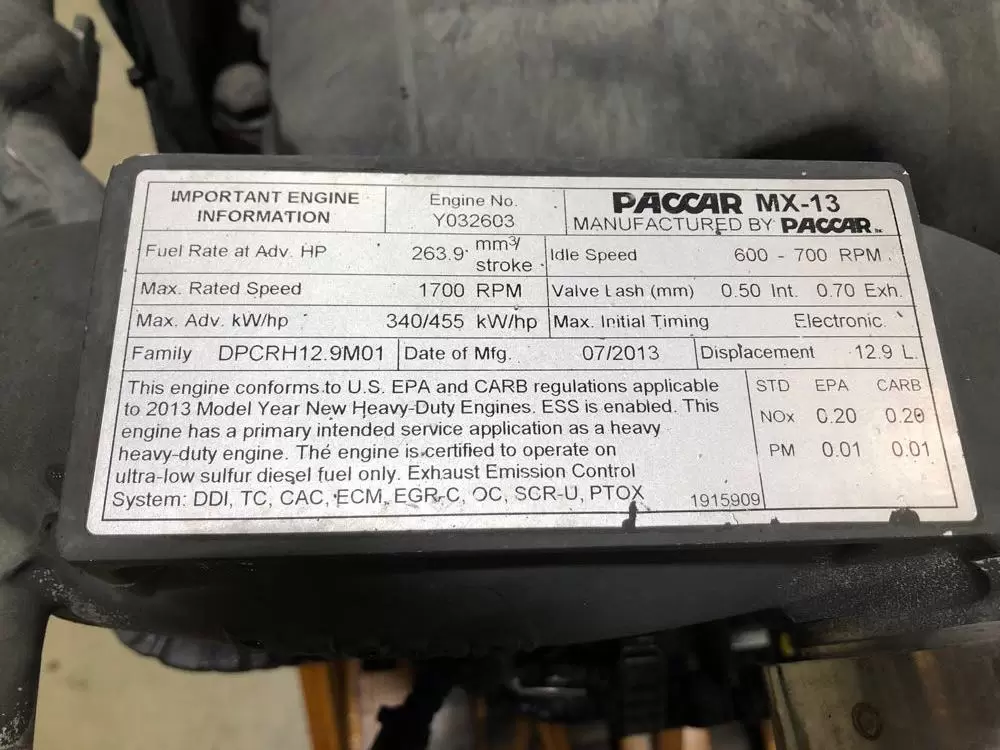 IMPORTANT ENGINE
INFORMATION
Engine No.
Y032603
PACCAR MX-13
MANUFACTURED BY PACCAR
Fuel Rate at Adv. HP 263.9 mm3/
stroke
Idle Speed 600 - 700 RPM
Max. Rated Speed 1700 RPM
Valve Lash (mm) 0.50 Int. 0.70 Exh.
Max. Adv. kW/hp 340/455 kW/hp
Max. Initial Timing Electronic
Family DPCRH12.9M01
Date of Mfg. 07/2013
Displacement 12.9 L.
This engine conforms to U.S. EPA and CARB regulations applicable
to 2013 Model Year New Heavy-Duty Engines. ESS is enabled. This
engine has a primary intended service application as a heavy
heavy-duty engine. The engine is certified to operate on
ultra-low sulfur diesel fuel only. Exhaust Emission Control
System: DDI, TC, CAC, ECM, EGR-C, OC, SCR-U, PTOX
1915909
STD EPA CARB
NOx 0.20 0.20
PM 0.01 0.01